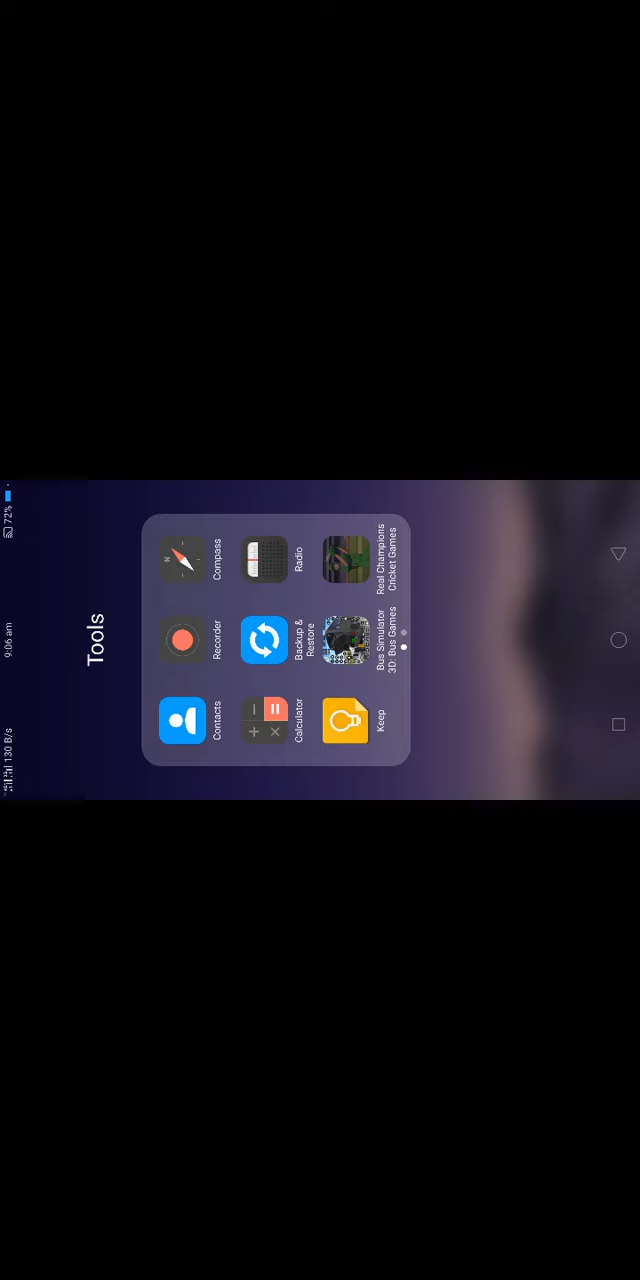 130 B/s
9:06 am
72%
Tools
Contacts
Recorder
Compass
Calculator
Backup &
Restore
Radio
Keep
Bus Simulator
3D: Bus Games
Real Champions
Cricket Games